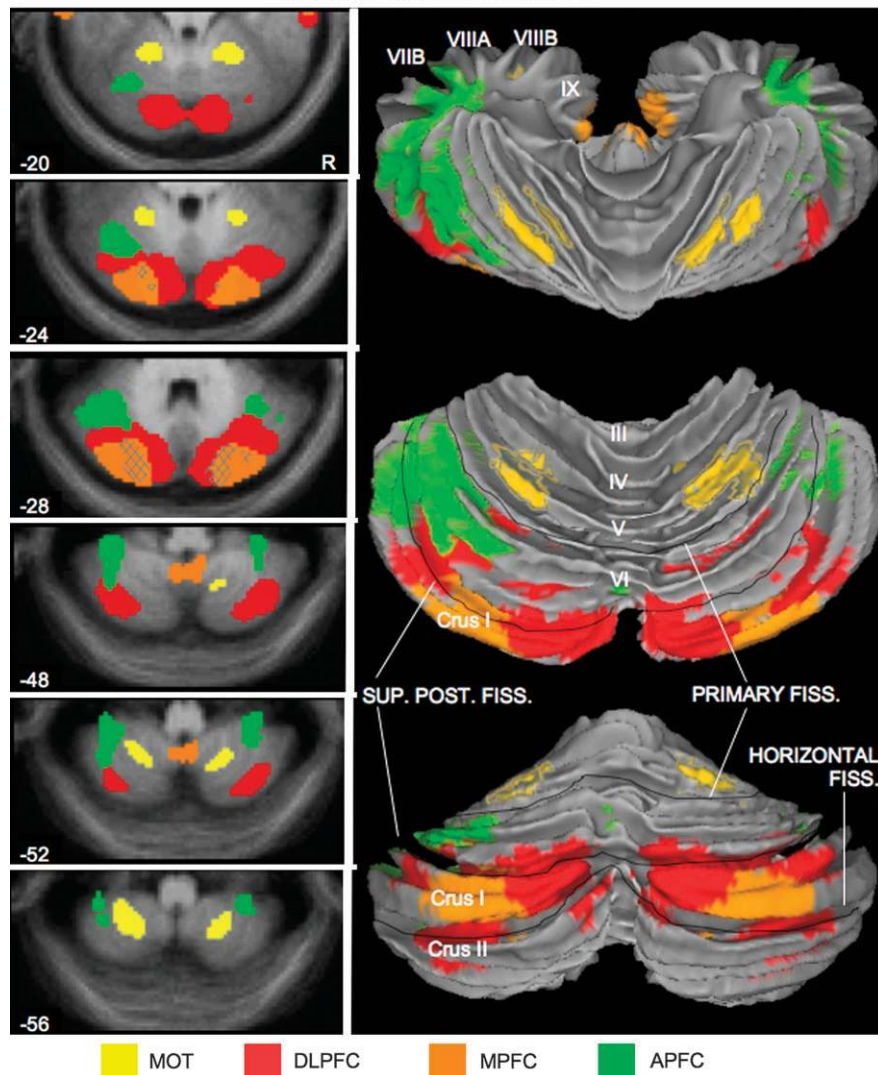 -20
R
-24
-28
-48
-52
-56
VIIB
VIIIA
VIIIB
IX
III
IV
V
VI
Crus I
SUP. POST. FISS.
PRIMARY FISS.
HORIZONTAL
FISS.
Crus I
Crus II
MOT
DLPFC
MPFC
APFC